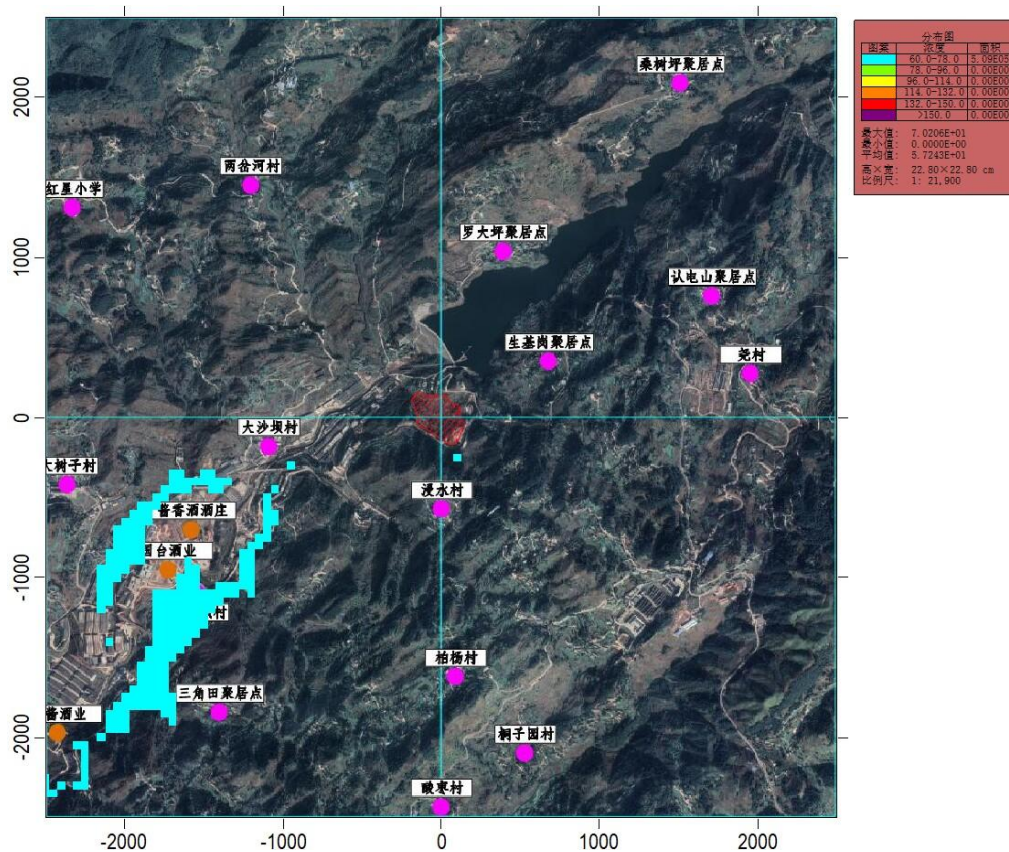 -2000
-1000
0
1000
2000
分布图
图案 浓度 面积
60.0-78.0 5.09E05
78.0-96.0 0.00E00
96.0-114.0 0.00E00
114.0-132.0 0.00E00
132.0-150.0 0.00E00
>150.0 0.00E00
最大值: 7.0206E+01
最小值: 0.0000E+00
平均值: 5.7243E+01
高×宽: 22.80×22.80 cm
比例尺: 1: 21,900
2000
桑树坪聚居点
两岔河村
红星小学
罗大坪聚居点
1000
认屯山聚居点
生基岗聚居点
尧村
0
大沙坝村
大树子村
浸水村
酱香酒酒庄
国台酒业
-1000
村
柏杨村
三角田聚居点
酱酒业
-2000
桐子园村
酸枣村
-2000
-1000
0
1000
2000